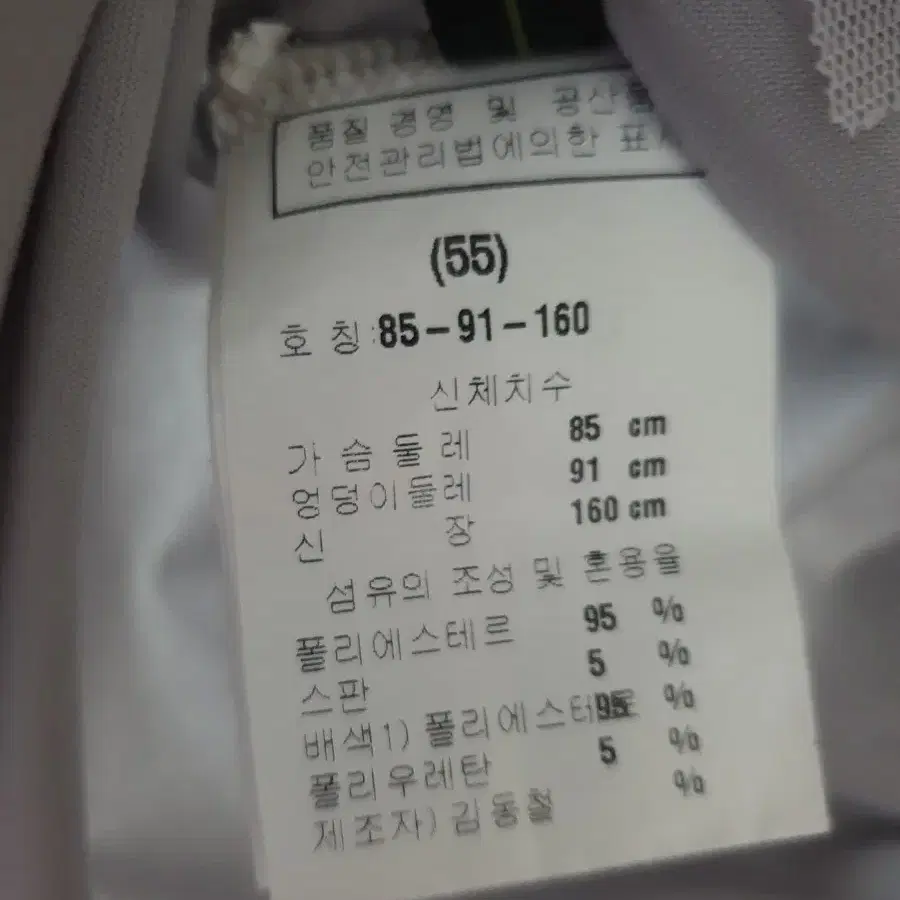 품질 경영 및 공산품
안전관리법에의한 표시
(55)
호 칭:85-91-160
신체치수
가 슴 둘 레 85 cm
엉덩이둘레 91 cm
신 장 160 cm
섬유의 조성 및 혼용율
폴리에스테르 95 %
스판 5 %
배색1) 폴리에스테르 95 %
폴리우레탄 5 %
제조자) 김동철 %